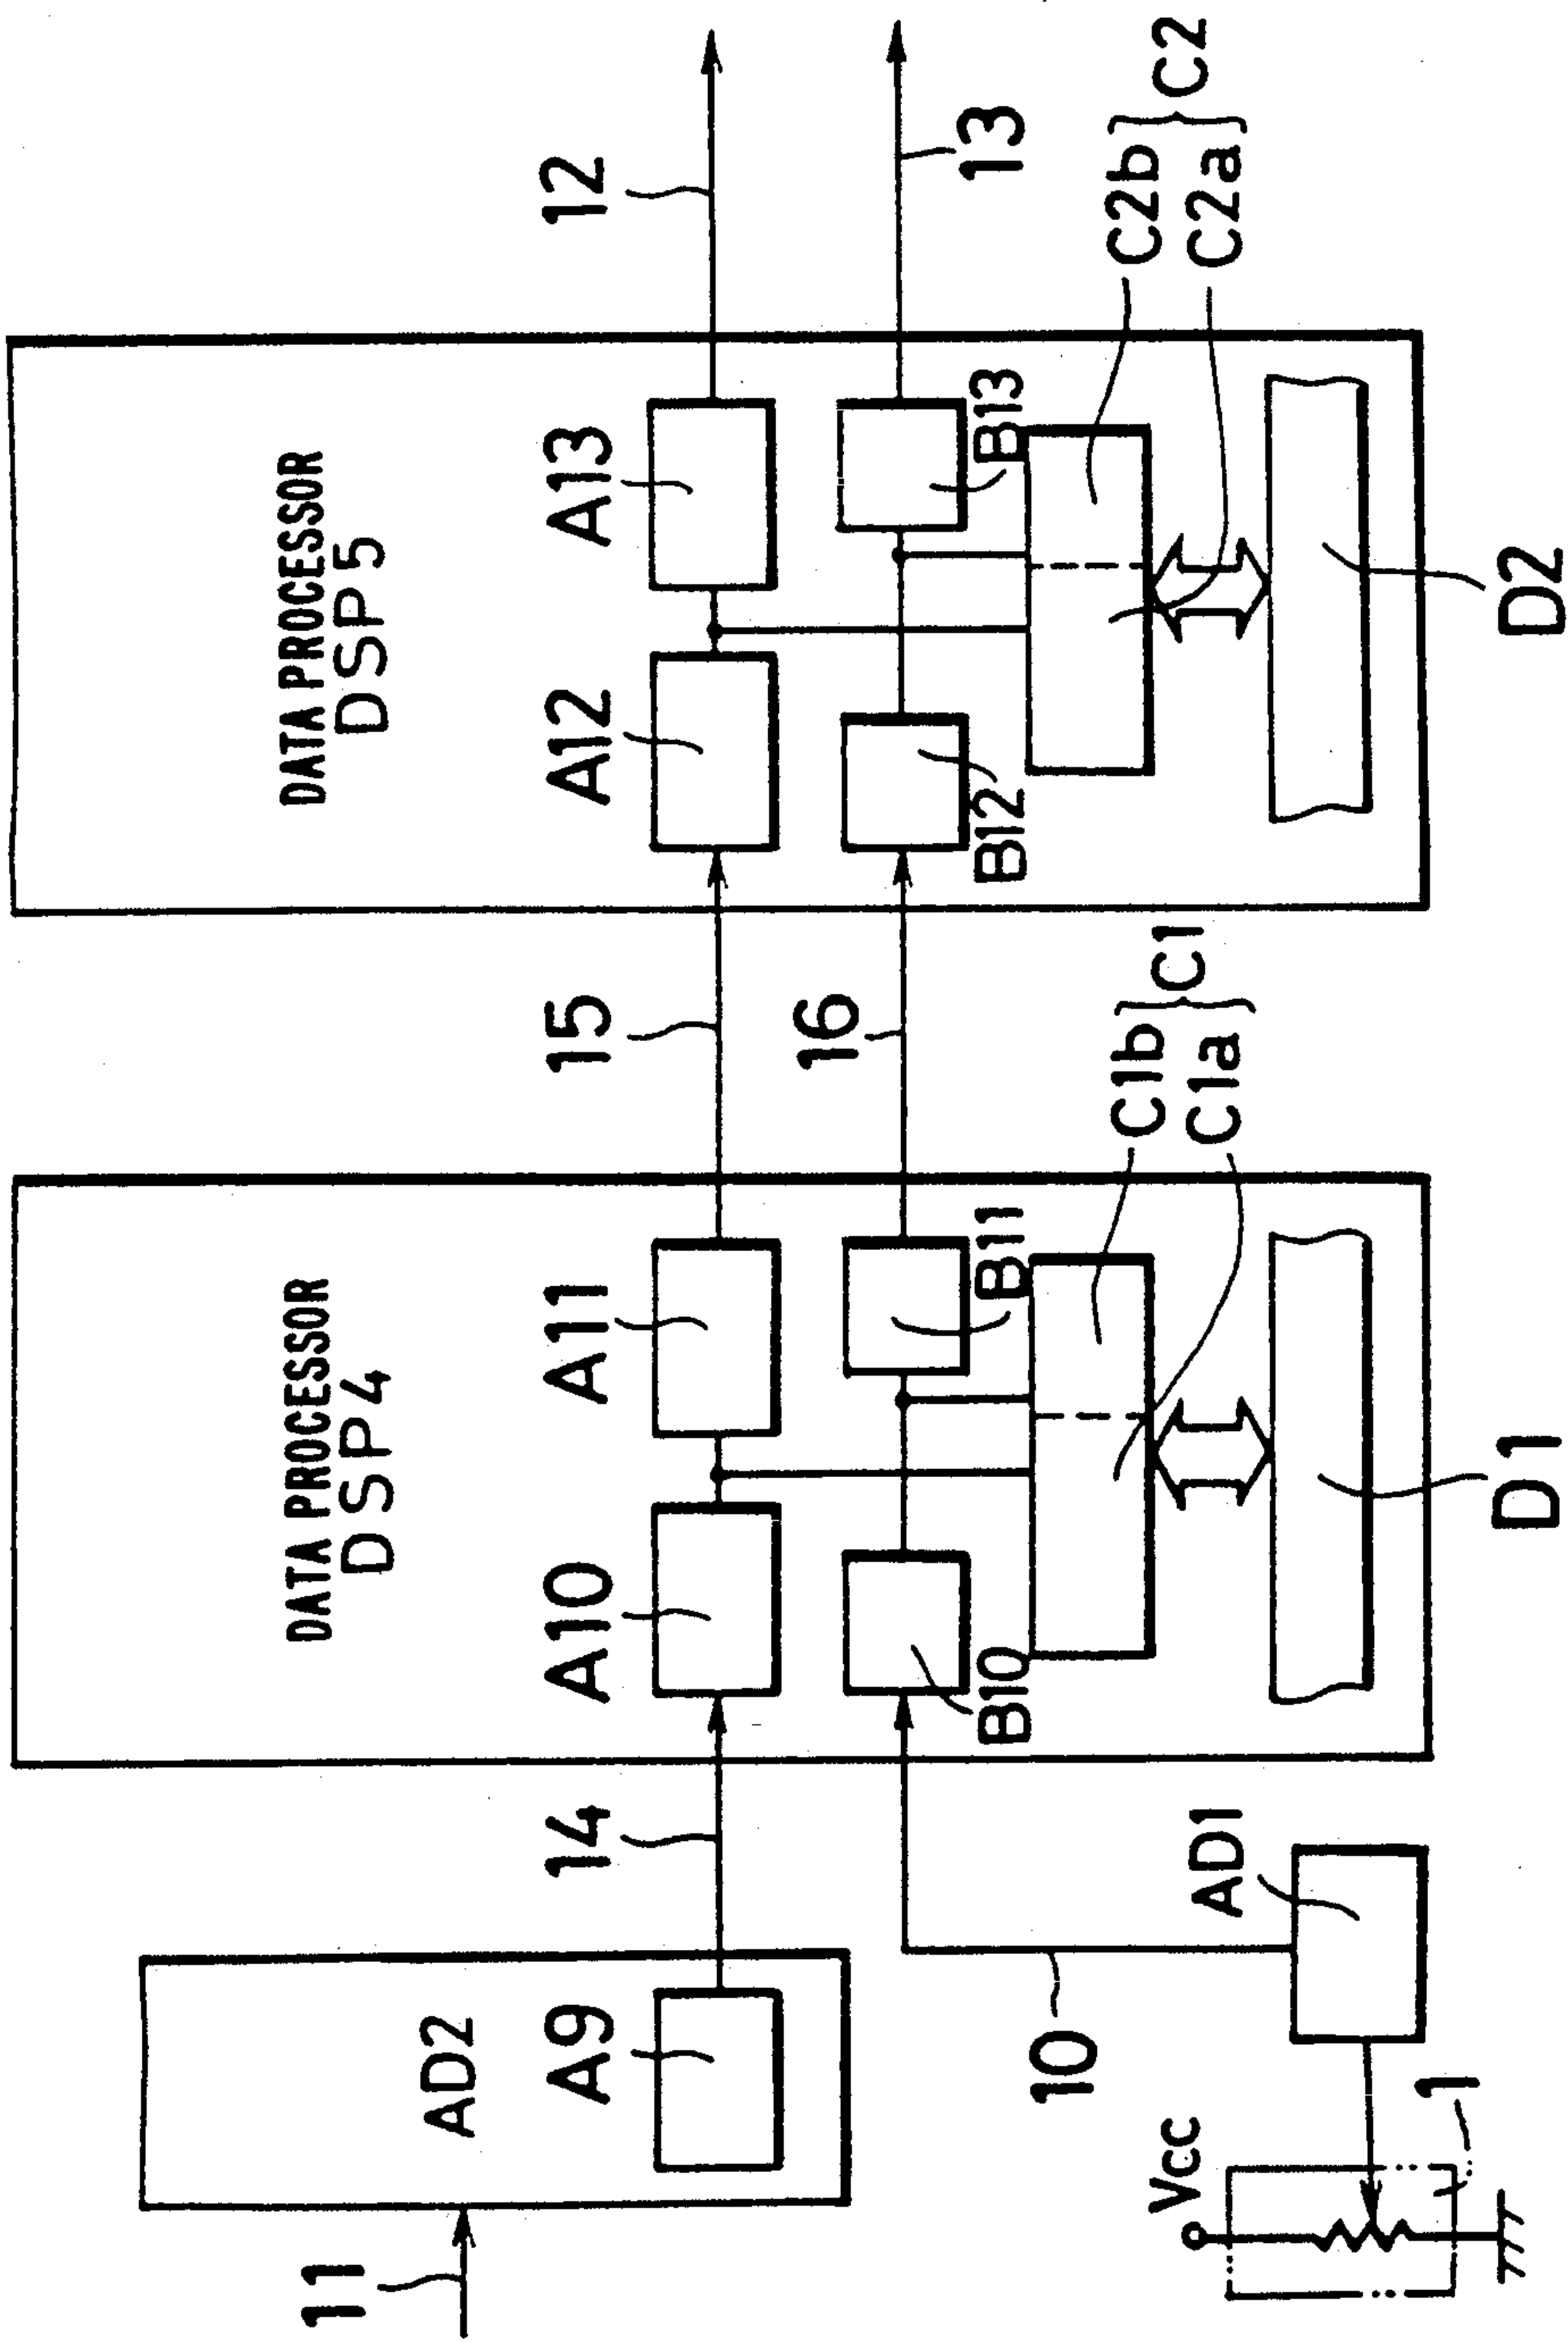 11
AD2
A9
14
DATA PROCESSOR
DSP4
A10
A11
B10
B11
15
16
DATA PROCESSOR
DSP5
A12
A13
B12
B13
12
13
Vcc
1
10
AD1
C1b
C1a
C1
D1
C2b
C2a
C2
D2